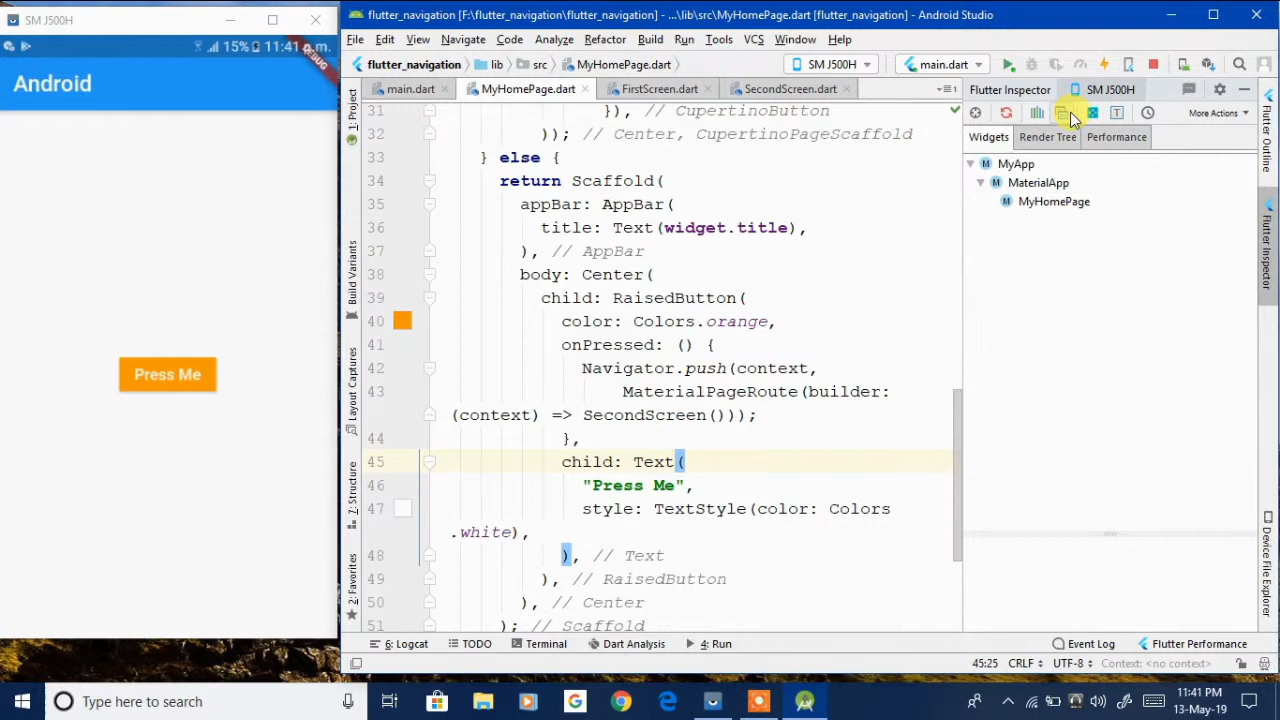 SM J500H
15% 11:41 a.m.
DEBUG
Android
Press Me
flutter_navigation [F:\flutter_navigation\flutter_navigation] - ...\lib\src\MyHomePage.dart [flutter_navigation] - Android Studio
File Edit View Navigate Code Analyze Refactor Build Run Tools VCS Window Help
flutter_navigation lib src MyHomePage.dart SM J500H main.dart
main.dart MyHomePage.dart FirstScreen.dart SecondScreen.dart
Flutter Inspector SM J500H
More Actions
Widgets Render Tree Performance
MyApp
MaterialApp
MyHomePage
1: Project
Build Variants
Layout Captures
7: Structure
2: Favorites
31 }), // CupertinoButton
32 )); // Center, CupertinoPageScaffold
33 } else {
34 return Scaffold(
35 appBar: AppBar(
36 title: Text(widget.title),
37 ), // AppBar
38 body: Center(
39 child: RaisedButton(
40 color: Colors.orange,
41 onPressed: () {
42 Navigator.push(context,
43 MaterialPageRoute(builder:
(context) => SecondScreen()));
44 },
45 child: Text(
46 "Press Me",
47 style: TextStyle(color: Colors
.white),
48 ), // Text
49 ), // RaisedButton
50 ), // Center
51 ); // Scaffold
Flutter Outline
Flutter Inspector
Device File Explorer
6: Logcat TODO Terminal Dart Analysis 4: Run Event Log Flutter Performance
45:25 CRLF UTF-8 Context: <no context>
Type here to search
11:41 PM
13-May-19